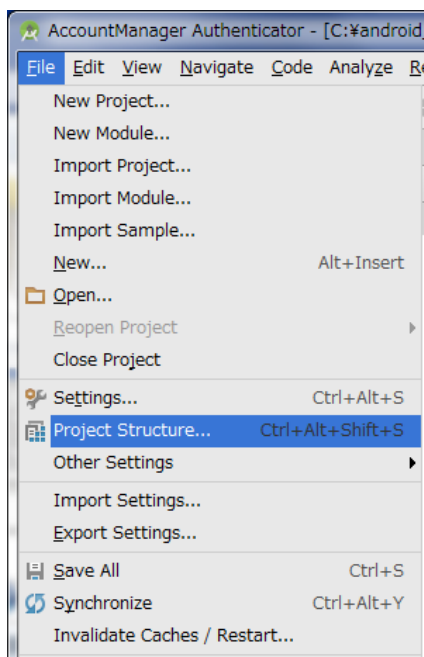 AccountManager Authenticator - [C:¥android_
File Edit View Navigate Code Analyze Re
New Project...
New Module...
Import Project...
Import Module...
Import Sample...
New... Alt+Insert
Open...
Reopen Project
Close Project
Settings... Ctrl+Alt+S
Project Structure... Ctrl+Alt+Shift+S
Other Settings
Import Settings...
Export Settings...
Save All Ctrl+S
Synchronize Ctrl+Alt+Y
Invalidate Caches / Restart...